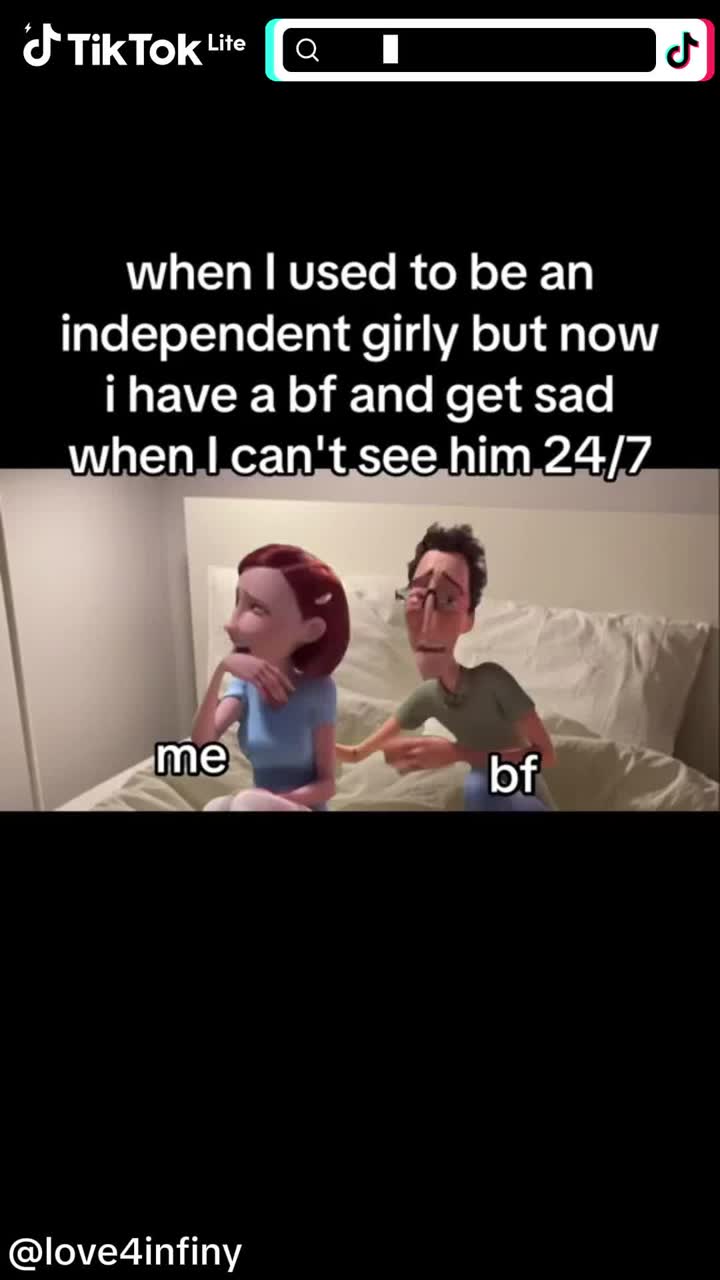 TikTok Lite
when I used to be an
independent girly but now
i have a bf and get sad
when I can't see him 24/7
me
bf
@love4infiny